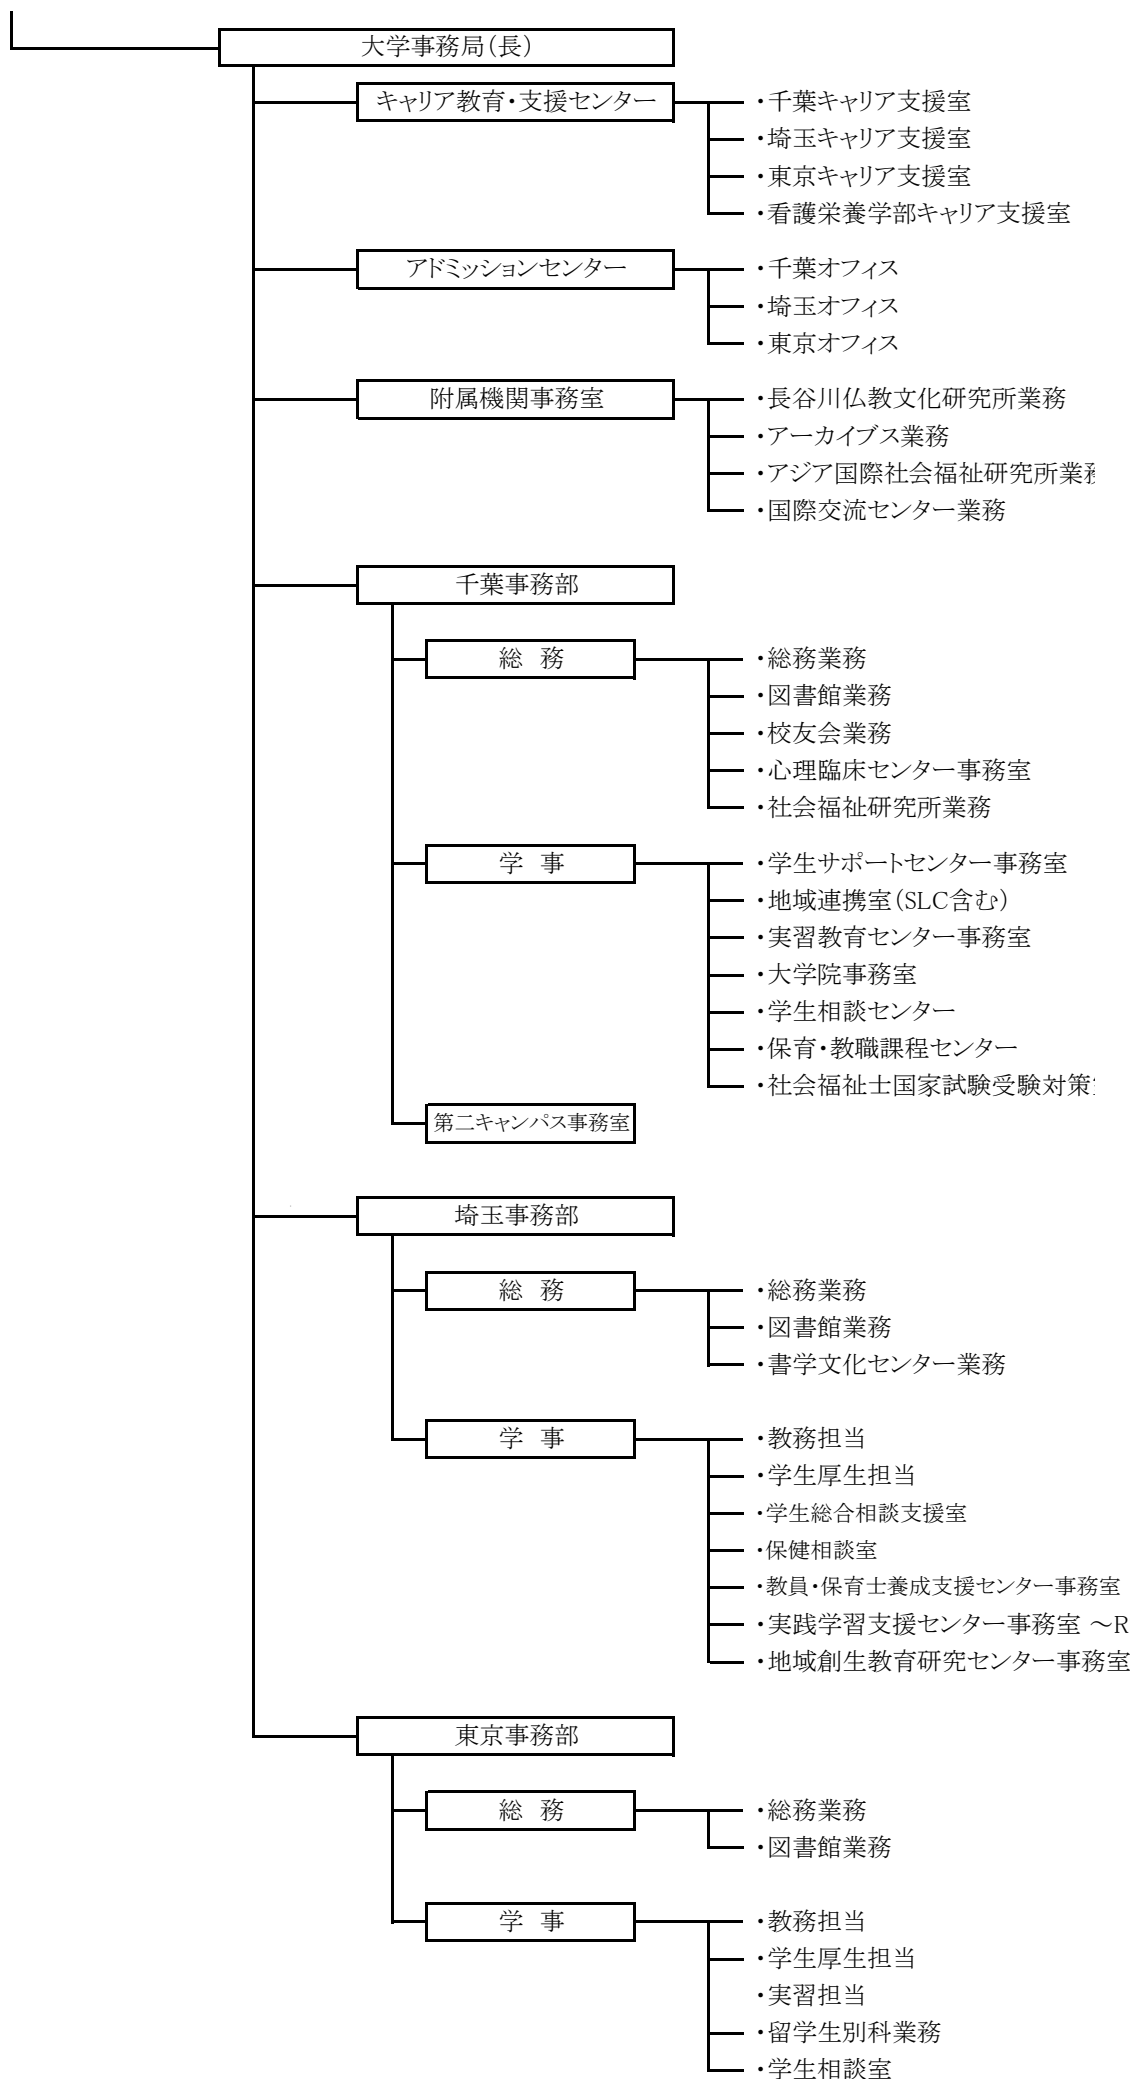 大学事務局（長）
キャリア教育・支援センター
・千葉キャリア支援室
・埼玉キャリア支援室
・東京キャリア支援室
・看護栄養学部キャリア支援室
アドミッションセンター
・千葉オフィス
・埼玉オフィス
・東京オフィス
附属機関事務室
・長谷川仏教文化研究所業務
・アーカイブス業務
・アジア国際社会福祉研究所業務
・国際交流センター業務
千葉事務部
総　務
・総務業務
・図書館業務
・校友会業務
・心理臨床センター事務室
・社会福祉研究所業務
学　事
・学生サポートセンター事務室
・地域連携室（SLC含む）
・実習教育センター事務室
・大学院事務室
・学生相談センター
・保育・教職課程センター
・社会福祉士国家試験受験対策
第二キャンパス事務室
埼玉事務部
総　務
・総務業務
・図書館業務
・書学文化センター業務
学　事
・教務担当
・学生厚生担当
・学生総合相談支援室
・保健相談室
・教員・保育士養成支援センター事務室
・実践学習支援センター事務室 ～R
・地域創生教育研究センター事務室
東京事務部
総　務
・総務業務
・図書館業務
学　事
・教務担当
・学生厚生担当
・実習担当
・留学生別科業務
・学生相談室